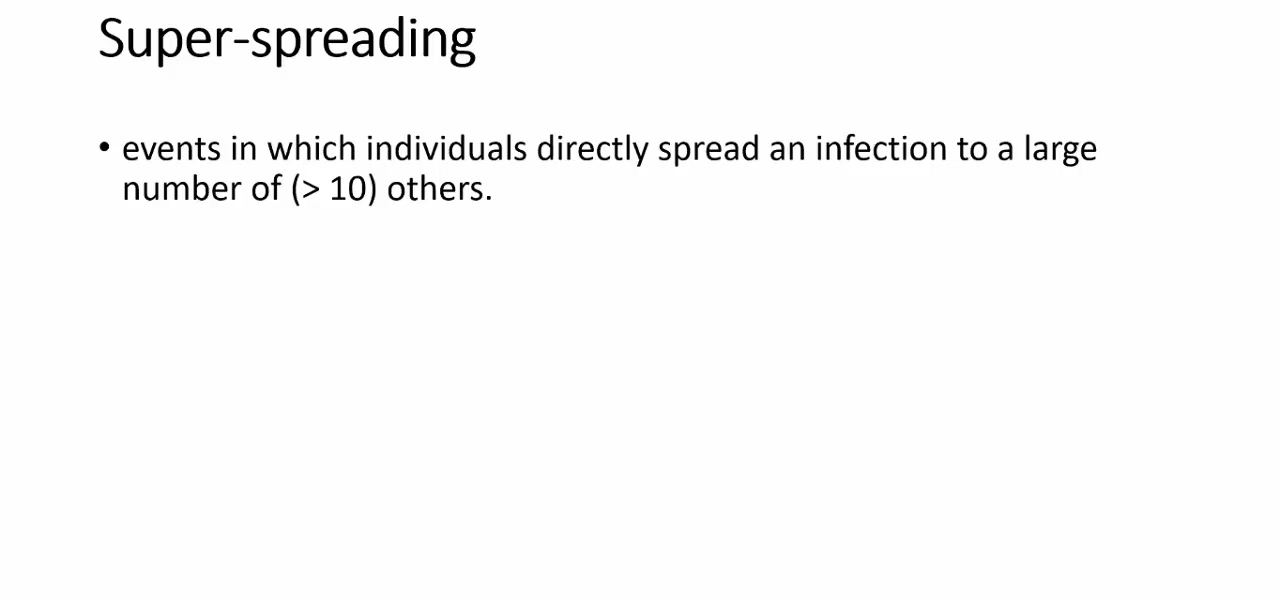 Super-spreading
• events in which individuals directly spread an infection to a large
number of (> 10) others.